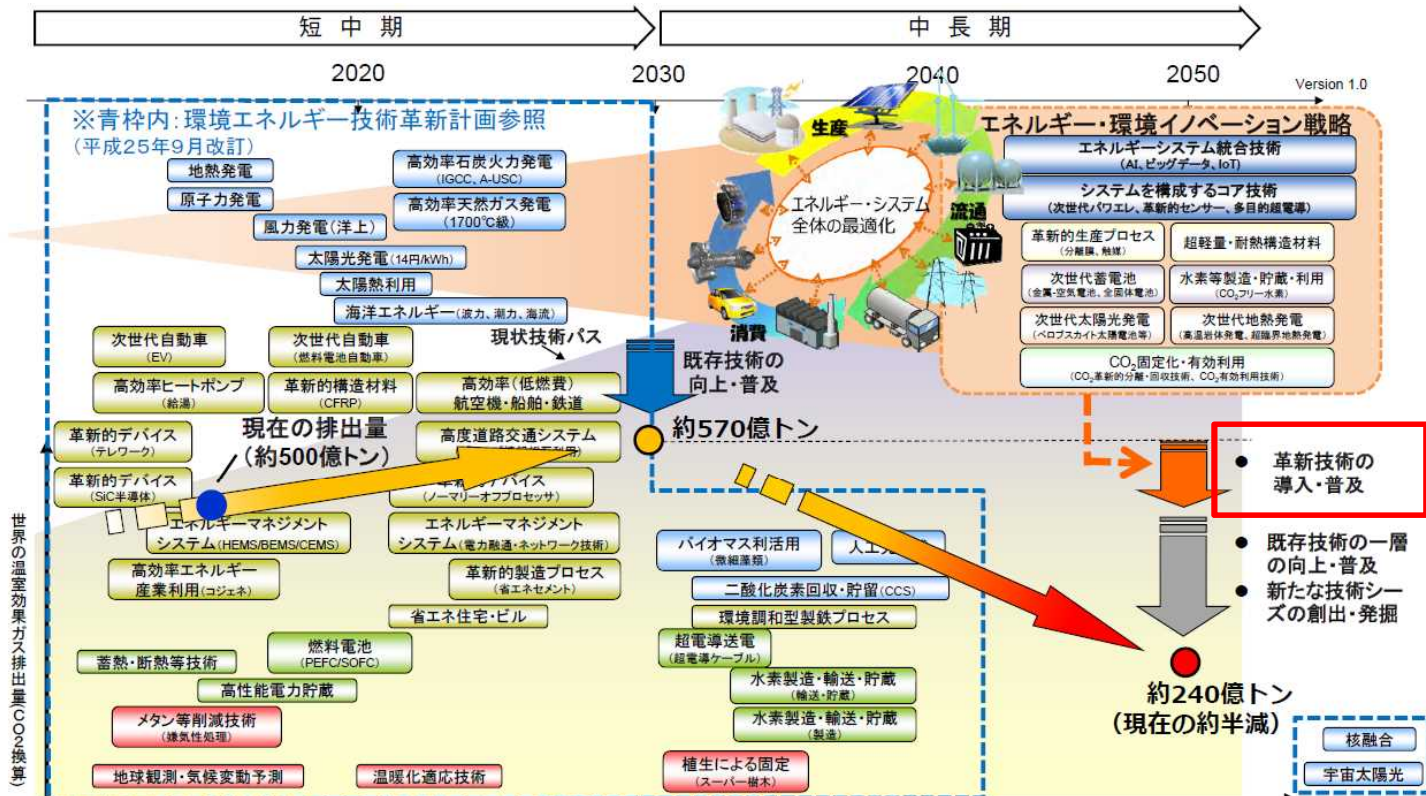 短中期
中長期
2020
2030
2040
2050
Version 1.0
※青枠内：環境エネルギー技術革新計画参照
(平成25年9月改訂)
地熱発電
原子力発電
風力発電(洋上)
太陽光発電(14円/kWh)
太陽熱利用
海洋エネルギー(波力、潮力、海流)
高効率石炭火力発電
(IGCC、A-USC)
高効率天然ガス発電
(1700℃級)
生産
流通
消費
エネルギー・システム
全体の最適化
エネルギー・環境イノベーション戦略
エネルギーシステム統合技術
(AI、ビッグデータ、IoT)
システムを構成するコア技術
(次世代パワエレ、革新的センサー、多目的超電導)
革新的生産プロセス
(分離膜、触媒)
超軽量・耐熱構造材料
次世代蓄電池
(金属-空気電池、全固体電池)
水素等製造・貯蔵・利用
(CO₂フリー水素)
次世代太陽光発電
(ペロブスカイト太陽電池等)
次世代地熱発電
(高温岩体発電、超臨界地熱発電)
CO₂固定化・有効利用
(CO₂革新的分離・回収技術、CO₂有効利用技術)
次世代自動車
(EV)
次世代自動車
(燃料電池自動車)
現状技術パス
既存技術の
向上・普及
高効率ヒートポンプ
(給湯)
革新的構造材料
(CFRP)
高効率(低燃費)
航空機・船舶・鉄道
革新的デバイス
(テレワーク)
現在の排出量
(約500億トン)
高度道路交通システム
約570億トン
革新的デバイス
(SiC半導体)
デバイス
(ノーマリーオフプロセッサ)
エネルギーマネジメント
システム(HEMS/BEMS/CEMS)
エネルギーマネジメント
システム(電力融通・ネットワーク技術)
高効率エネルギー
産業利用(コジェネ)
革新的製造プロセス
(省エネセメント)
省エネ住宅・ビル
蓄熱・断熱等技術
燃料電池
(PEFC/SOFC)
高性能電力貯蔵
メタン等削減技術
(嫌気性処理)
地球観測・気候変動予測
温暖化適応技術
バイオマス利活用
(微細藻類)
二酸化炭素回収・貯留(CCS)
環境調和型製鉄プロセス
超電導送電
(超電導ケーブル)
水素製造・輸送・貯蔵
(輸送・貯蔵)
水素製造・輸送・貯蔵
(製造)
植生による固定
(スーパー樹木)
● 革新技術の
導入・普及
● 既存技術の一層
の向上・普及
● 新たな技術シー
ズの創出・発掘
約240億トン
(現在の約半減)
核融合
宇宙太陽光
世界の温室効果ガス排出量(CO2換算)